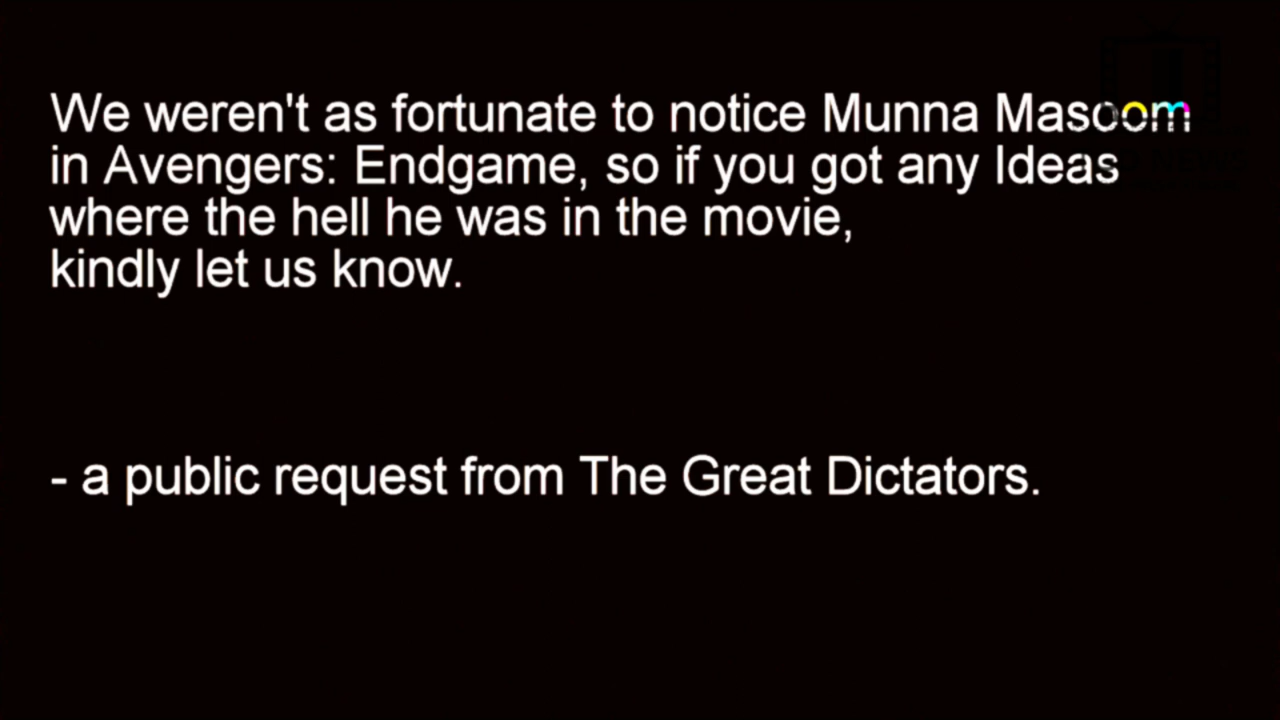 We weren't as fortunate to notice Munna Masoom
in Avengers: Endgame, so if you got any Ideas
where the hell he was in the movie,
kindly let us know.
- a public request from The Great Dictators.
NEWS